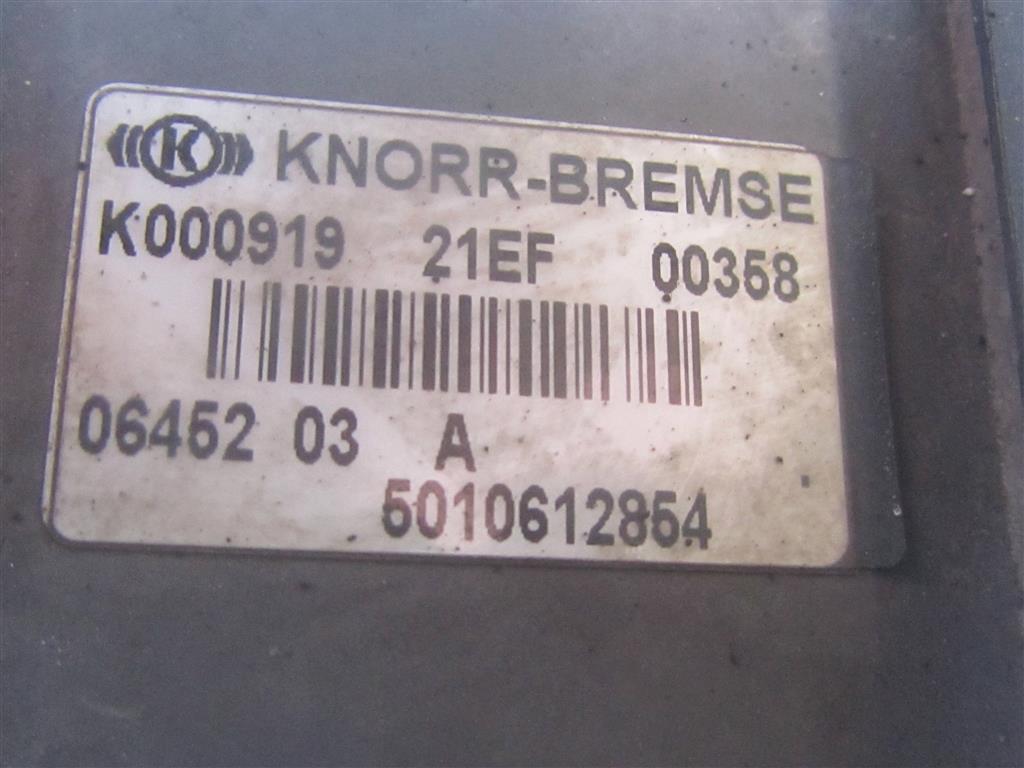 K KNORR-BREMSE
K000919 21EF 00358
06452 03 A
5010612854